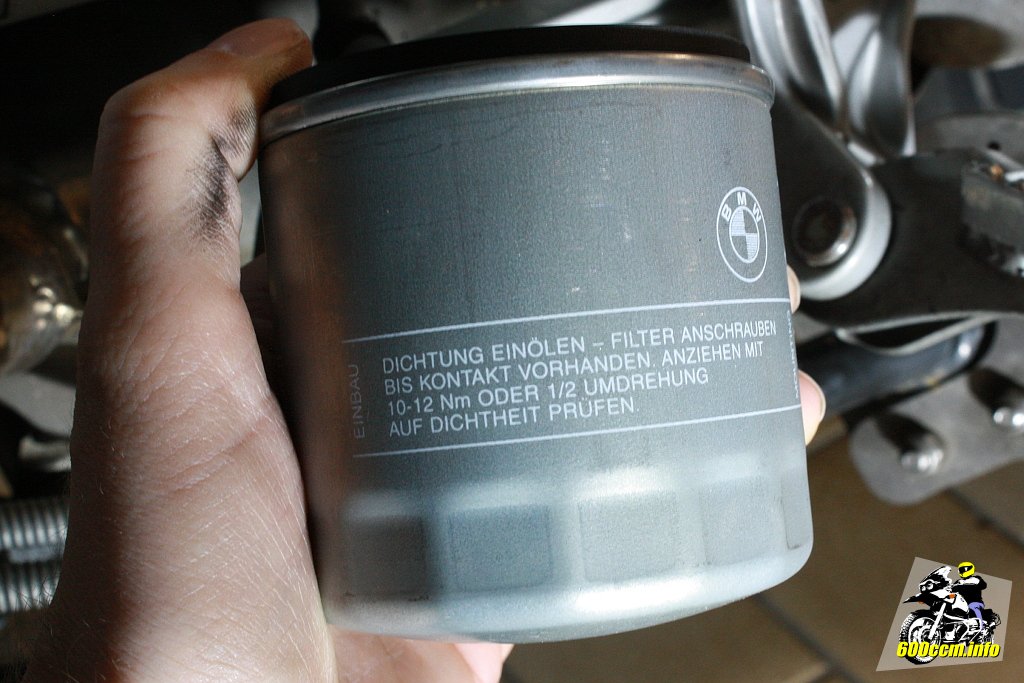 BMW
EINBAU
DICHTUNG EINÖLEN – FILTER ANSCHRAUBEN
BIS KONTAKT VORHANDEN. ANZIEHEN MIT
10-12 Nm ODER 1/2 UMDREHUNG
AUF DICHTHEIT PRÜFEN
600ccm.info